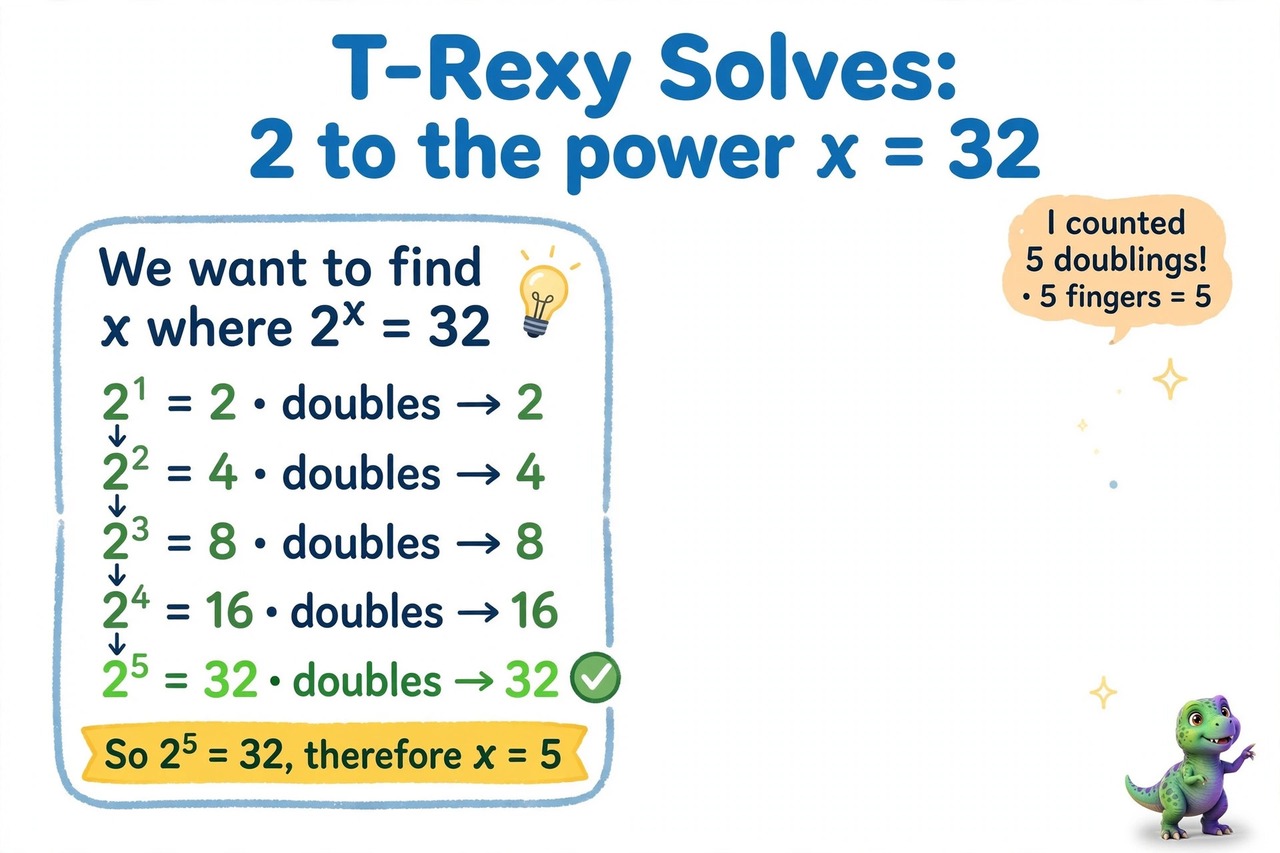 T-Rexy Solves:
2 to the power x = 32
We want to find
x where 2ˣ = 32
2¹ = 2 • doubles → 2
↓
2² = 4 • doubles → 4
↓
2³ = 8 • doubles → 8
↓
2⁴ = 16 • doubles → 16
↓
2⁵ = 32 • doubles → 32
So 2⁵ = 32, therefore x = 5
I counted
5 doublings!
• 5 fingers = 5